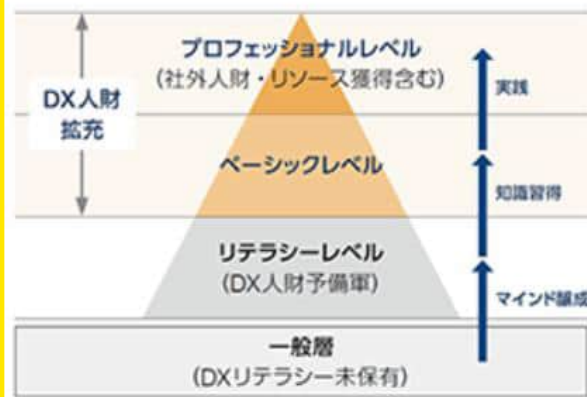 プロフェッショナルレベル
(社外人財・リソース獲得含む)
DX人財
拡充
実践
ベーシックレベル
知識習得
リテラシーレベル
(DX人財予備軍)
マインド醸成
一般層
(DXリテラシー未保有)